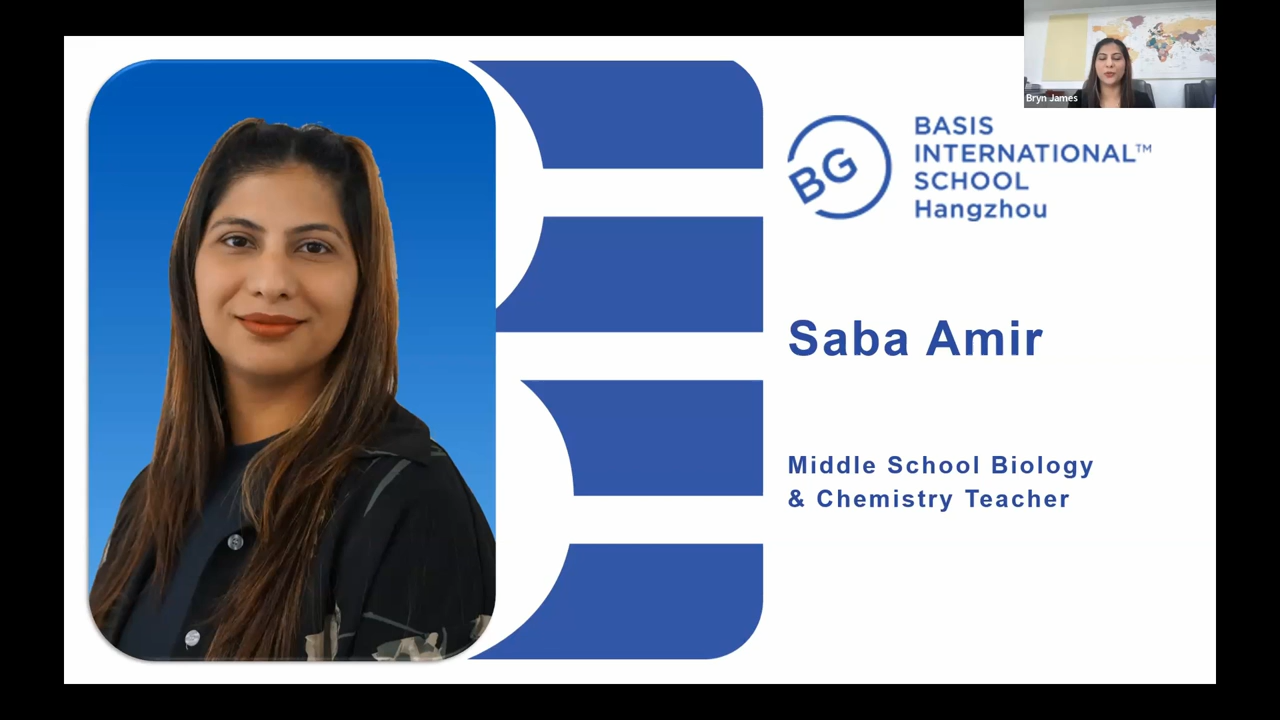 Bryn James
BG
BASIS
INTERNATIONAL™
SCHOOL
Hangzhou
Saba Amir
Middle School Biology
& Chemistry Teacher